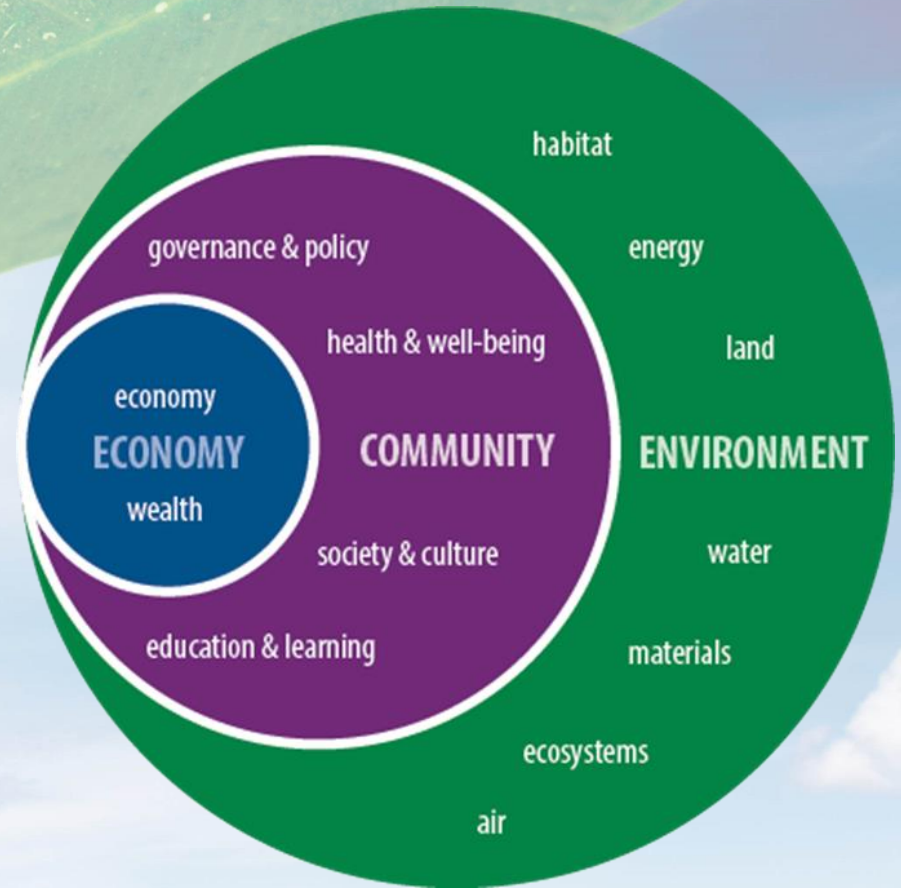 habitat
governance & policy
energy
health & well-being
land
economy
ECONOMY
COMMUNITY
ENVIRONMENT
wealth
society & culture
water
education & learning
materials
ecosystems
air